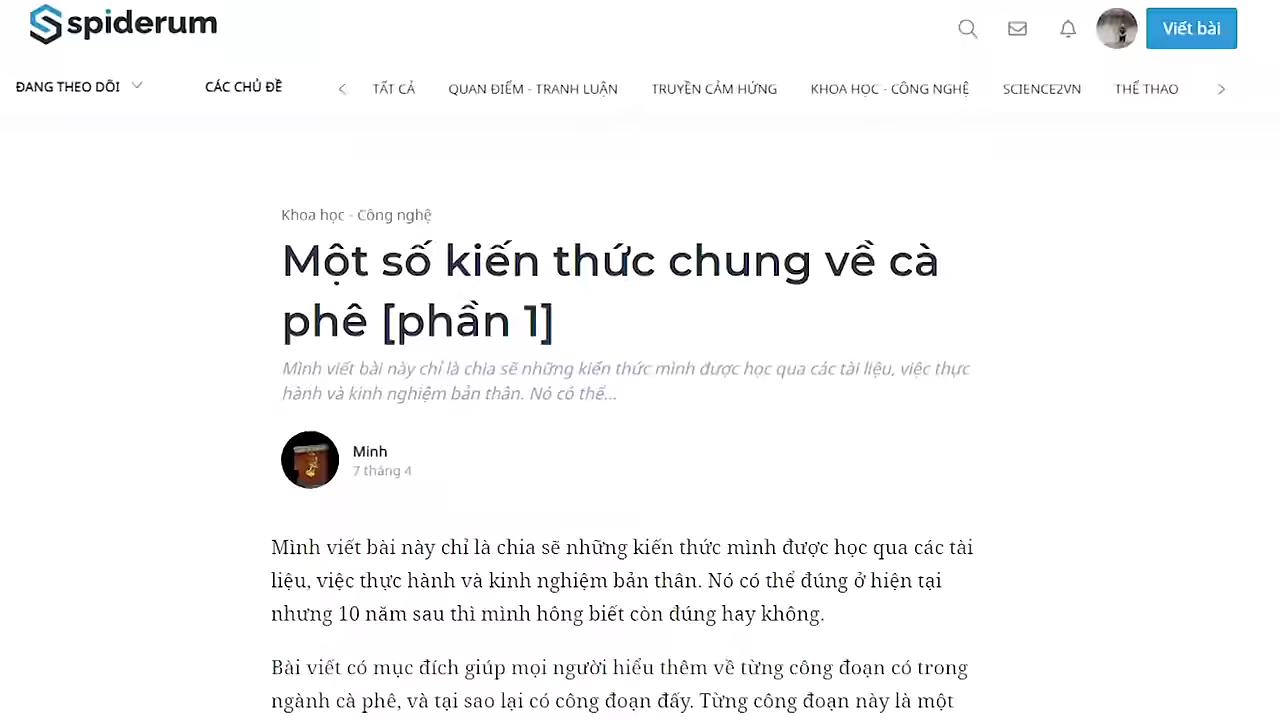 spiderum
Viết bài
ĐANG THEO DÕI
CÁC CHỦ ĐỀ
TẤT CẢ
QUAN ĐIỂM - TRANH LUẬN
TRUYỀN CẢM HỨNG
KHOA HỌC - CÔNG NGHỆ
SCIENCE2VN
THỂ THAO
Khoa học - Công nghệ
Một số kiến thức chung về cà
phê [phần 1]
Mình viết bài này chỉ là chia sẽ những kiến thức mình được học qua các tài liệu, việc thực
hành và kinh nghiệm bản thân. Nó có thể...
Minh
7 tháng 4
Mình viết bài này chỉ là chia sẽ những kiến thức mình được học qua các tài
liệu, việc thực hành và kinh nghiệm bản thân. Nó có thể đúng ở hiện tại
nhưng 10 năm sau thì mình hông biết còn đúng hay không.
Bài viết có mục đích giúp mọi người hiểu thêm về từng công đoạn có trong
ngành cà phê, và tại sao lại có công đoạn đấy. Từng công đoạn này là một